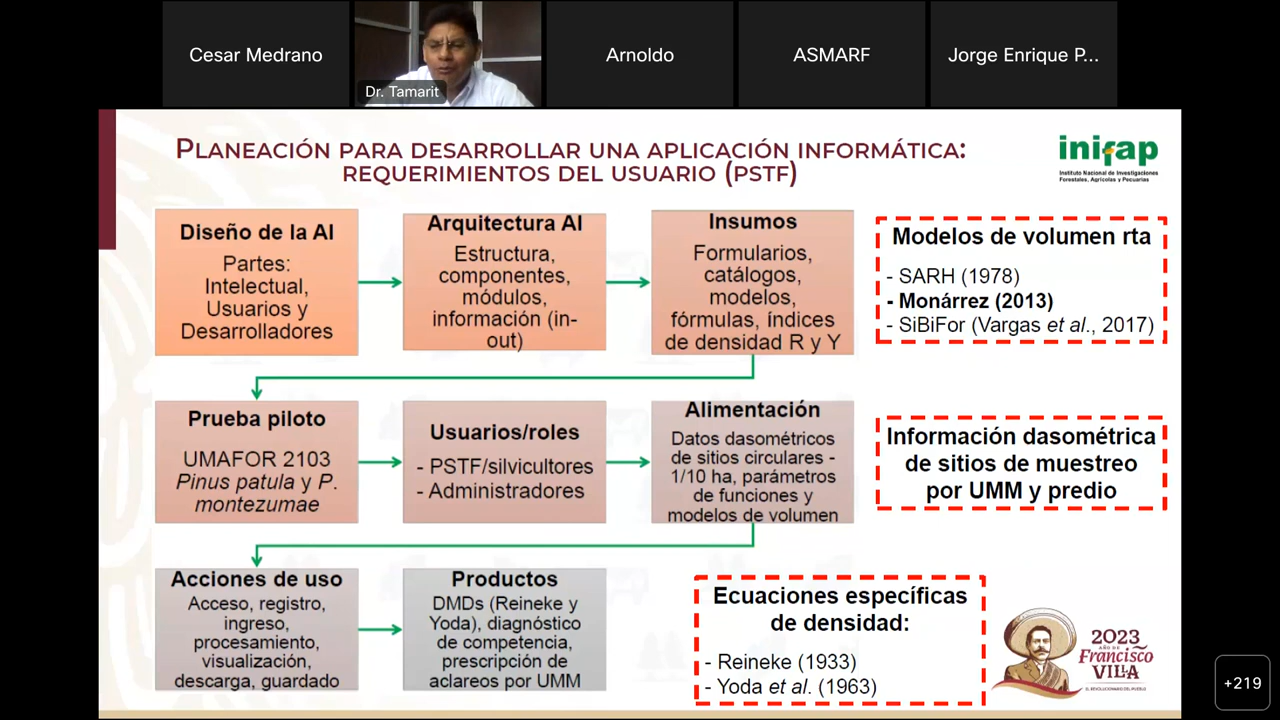 Cesar Medrano
Dr. Tamarit
Arnoldo
ASMARF
Jorge Enrique P...
PLANEACIÓN PARA DESARROLLAR UNA APLICACIÓN INFORMÁTICA:
REQUERIMIENTOS DEL USUARIO (PSTF)
inifap
Instituto Nacional de Investigaciones
Forestales, Agrícolas y Pecuarias
Diseño de la AI
Partes:
Intelectual,
Usuarios y
Desarrolladores
Arquitectura AI
Estructura,
componentes,
módulos,
información (in-
out)
Insumos
Formularios,
catálogos,
modelos,
fórmulas, índices
de densidad R y Y
Modelos de volumen rta
- SARH (1978)
- Monárrez (2013)
- SiBiFor (Vargas et al., 2017)
Prueba piloto
UMAFOR 2103
Pinus patula y P.
montezumae
Usuarios/roles
- PSTF/silvicultores
- Administradores
Alimentación
Datos dasométricos
de sitios circulares -
1/10 ha, parámetros
de funciones y
modelos de volumen
Información dasométrica
de sitios de muestreo
por UMM y predio
Acciones de uso
Acceso, registro,
ingreso,
procesamiento,
visualización,
descarga, guardado
Productos
DMDs (Reineke y
Yoda), diagnóstico
de competencia,
prescripción de
aclareos por UMM
Ecuaciones específicas
de densidad:
- Reineke (1933)
- Yoda et al. (1963)
2023
AÑO DE
Francisco
VILLA
EL REVOLUCIONARIO DEL PUEBLO
+219